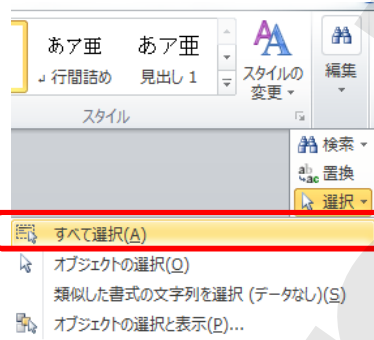 あア亜 あア亜
↲ 行間詰め 見出し 1
スタイルの
変更
編集
スタイル
検索
置換
選択
すべて選択(A)
オブジェクトの選択(O)
類似した書式の文字列を選択 (データなし)(S)
オブジェクトの選択と表示(P)...